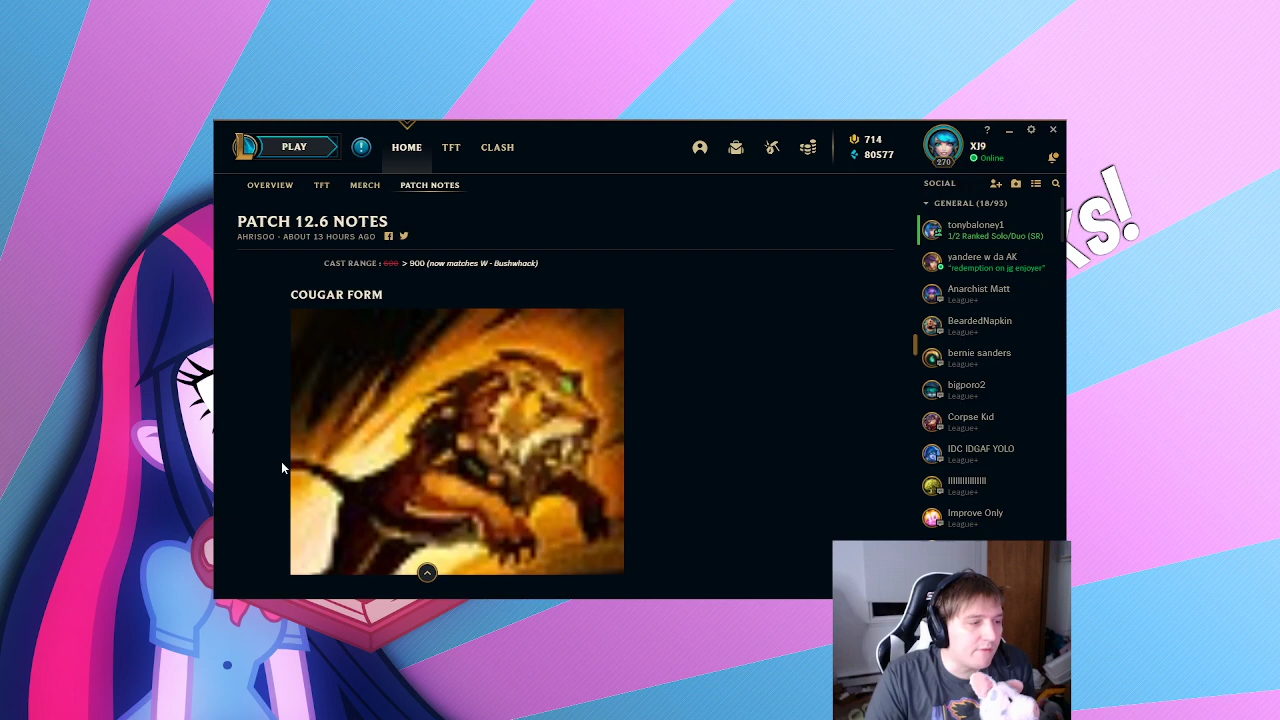 PLAY
HOME
TFT
CLASH
714
80577
270
XJ9
Online
OVERVIEW
TFT
MERCH
PATCH NOTES
PATCH 12.6 NOTES
AHRISOO - ABOUT 13 HOURS AGO
CAST RANGE : 600 > 900 (now matches W - Bushwhack)
COUGAR FORM
SOCIAL
GENERAL (18/93)
tonybaloney1
1/2 Ranked Solo/Duo (SR)
yandere w da AK
"redemption on jg enjoyer"
Anarchist Matt
League+
BeardedNapkin
League+
bernie sanders
League+
bigporo2
League+
Corpse Kid
League+
IDC IDGAF YOLO
League+
League+
Improve Only
League+
ks!